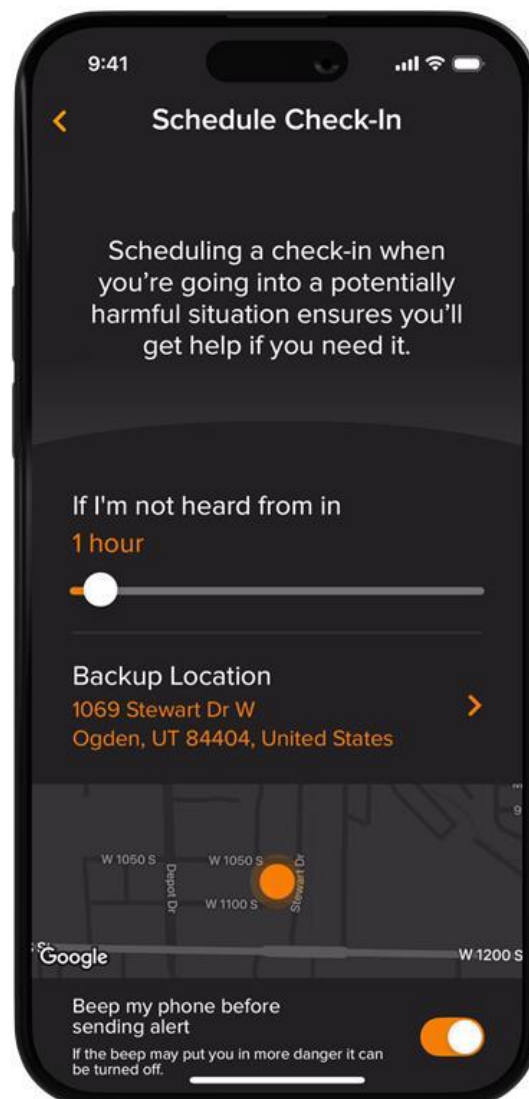 9:41
Schedule Check-In
Scheduling a check-in when
you're going into a potentially
harmful situation ensures you'll
get help if you need it.
If I'm not heard from in
1 hour
Backup Location
1069 Stewart Dr W
Ogden, UT 84404, United States
9
W 1050 S
W 1050 S
Depot Dr
Stewart Dr
W 1100 S
Google
W 1200 S
Beep my phone before
sending alert
If the beep may put you in more danger it can
be turned off.